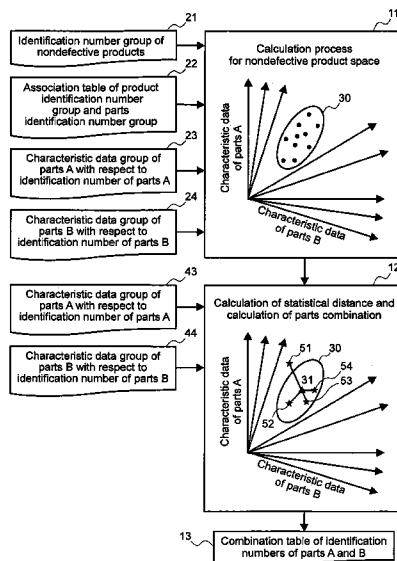 21
Identification number group of
nondefective products
22
Association table of product
identification number
group and parts
identification number group
23
Characteristic data group of
parts A with respect to
identification number of parts A
24
Characteristic data group of
parts B with respect to
identification number of parts B
11
Calculation process
for nondefective product space
30
Characteristic data
of parts A
Characteristic data
of parts B
43
Characteristic data group of
parts A with respect to
identification number of parts A
44
Characteristic data group of
parts B with respect to
identification number of parts B
12
Calculation of statistical distance and
calculation of parts combination
51
30
54
31
53
52
Characteristic data
of parts A
Characteristic data
of parts B
13
Combination table of identification
numbers of parts A and B